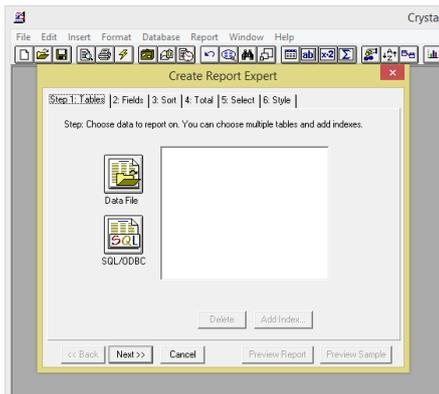 Crysta
File Edit Insert Format Database Report Window Help
Create Report Expert
Step 1: Tables 2: Fields 3: Sort 4: Total 5: Select 6: Style
Step: Choose data to report on. You can choose multiple tables and add indexes.
Data File
SQL
SQL/ODBC
Delete Add Index...
<< Back Next >> Cancel Preview Report Preview Sample